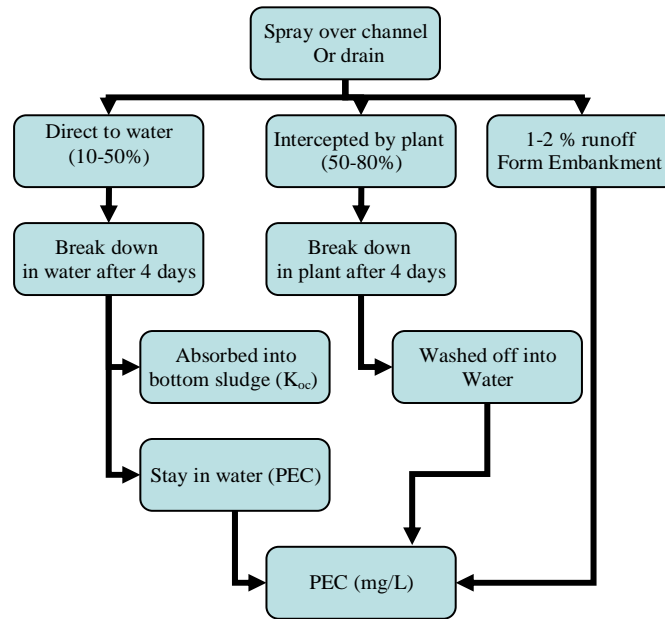 Spray over channel
Or drain
Direct to water
(10-50%)
Intercepted by plant
(50-80%)
1-2 % runoff
Form Embankment
Break down
in water after 4 days
Break down
in plant after 4 days
Absorbed into
bottom sludge (Koc)
Washed off into
Water
Stay in water (PEC)
PEC (mg/L)